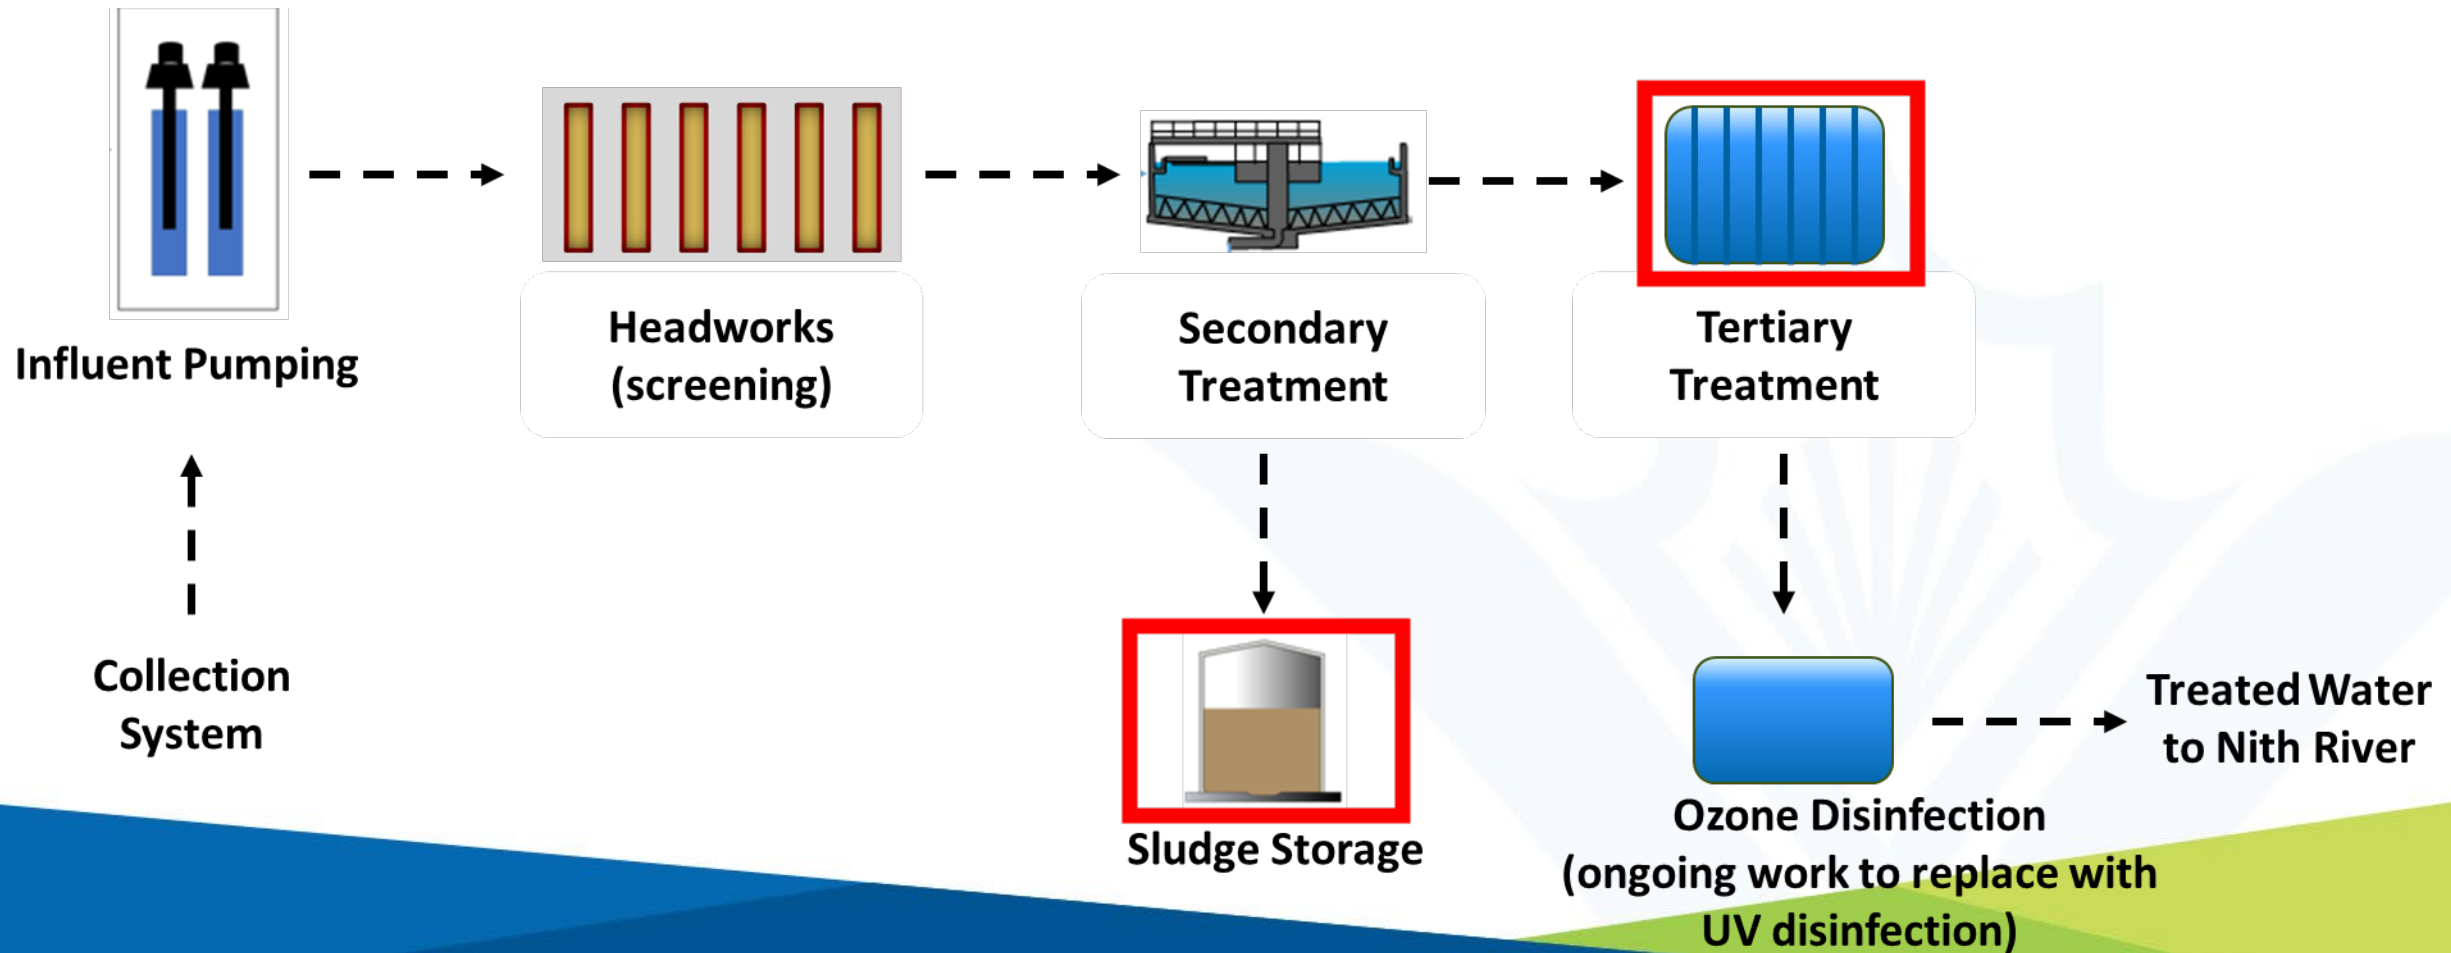 Influent Pumping
Headworks
(screening)
Secondary
Treatment
Tertiary
Treatment
Collection
System
Sludge Storage
Ozone Disinfection
(ongoing work to replace with
UV disinfection)
Treated Water
to Nith River